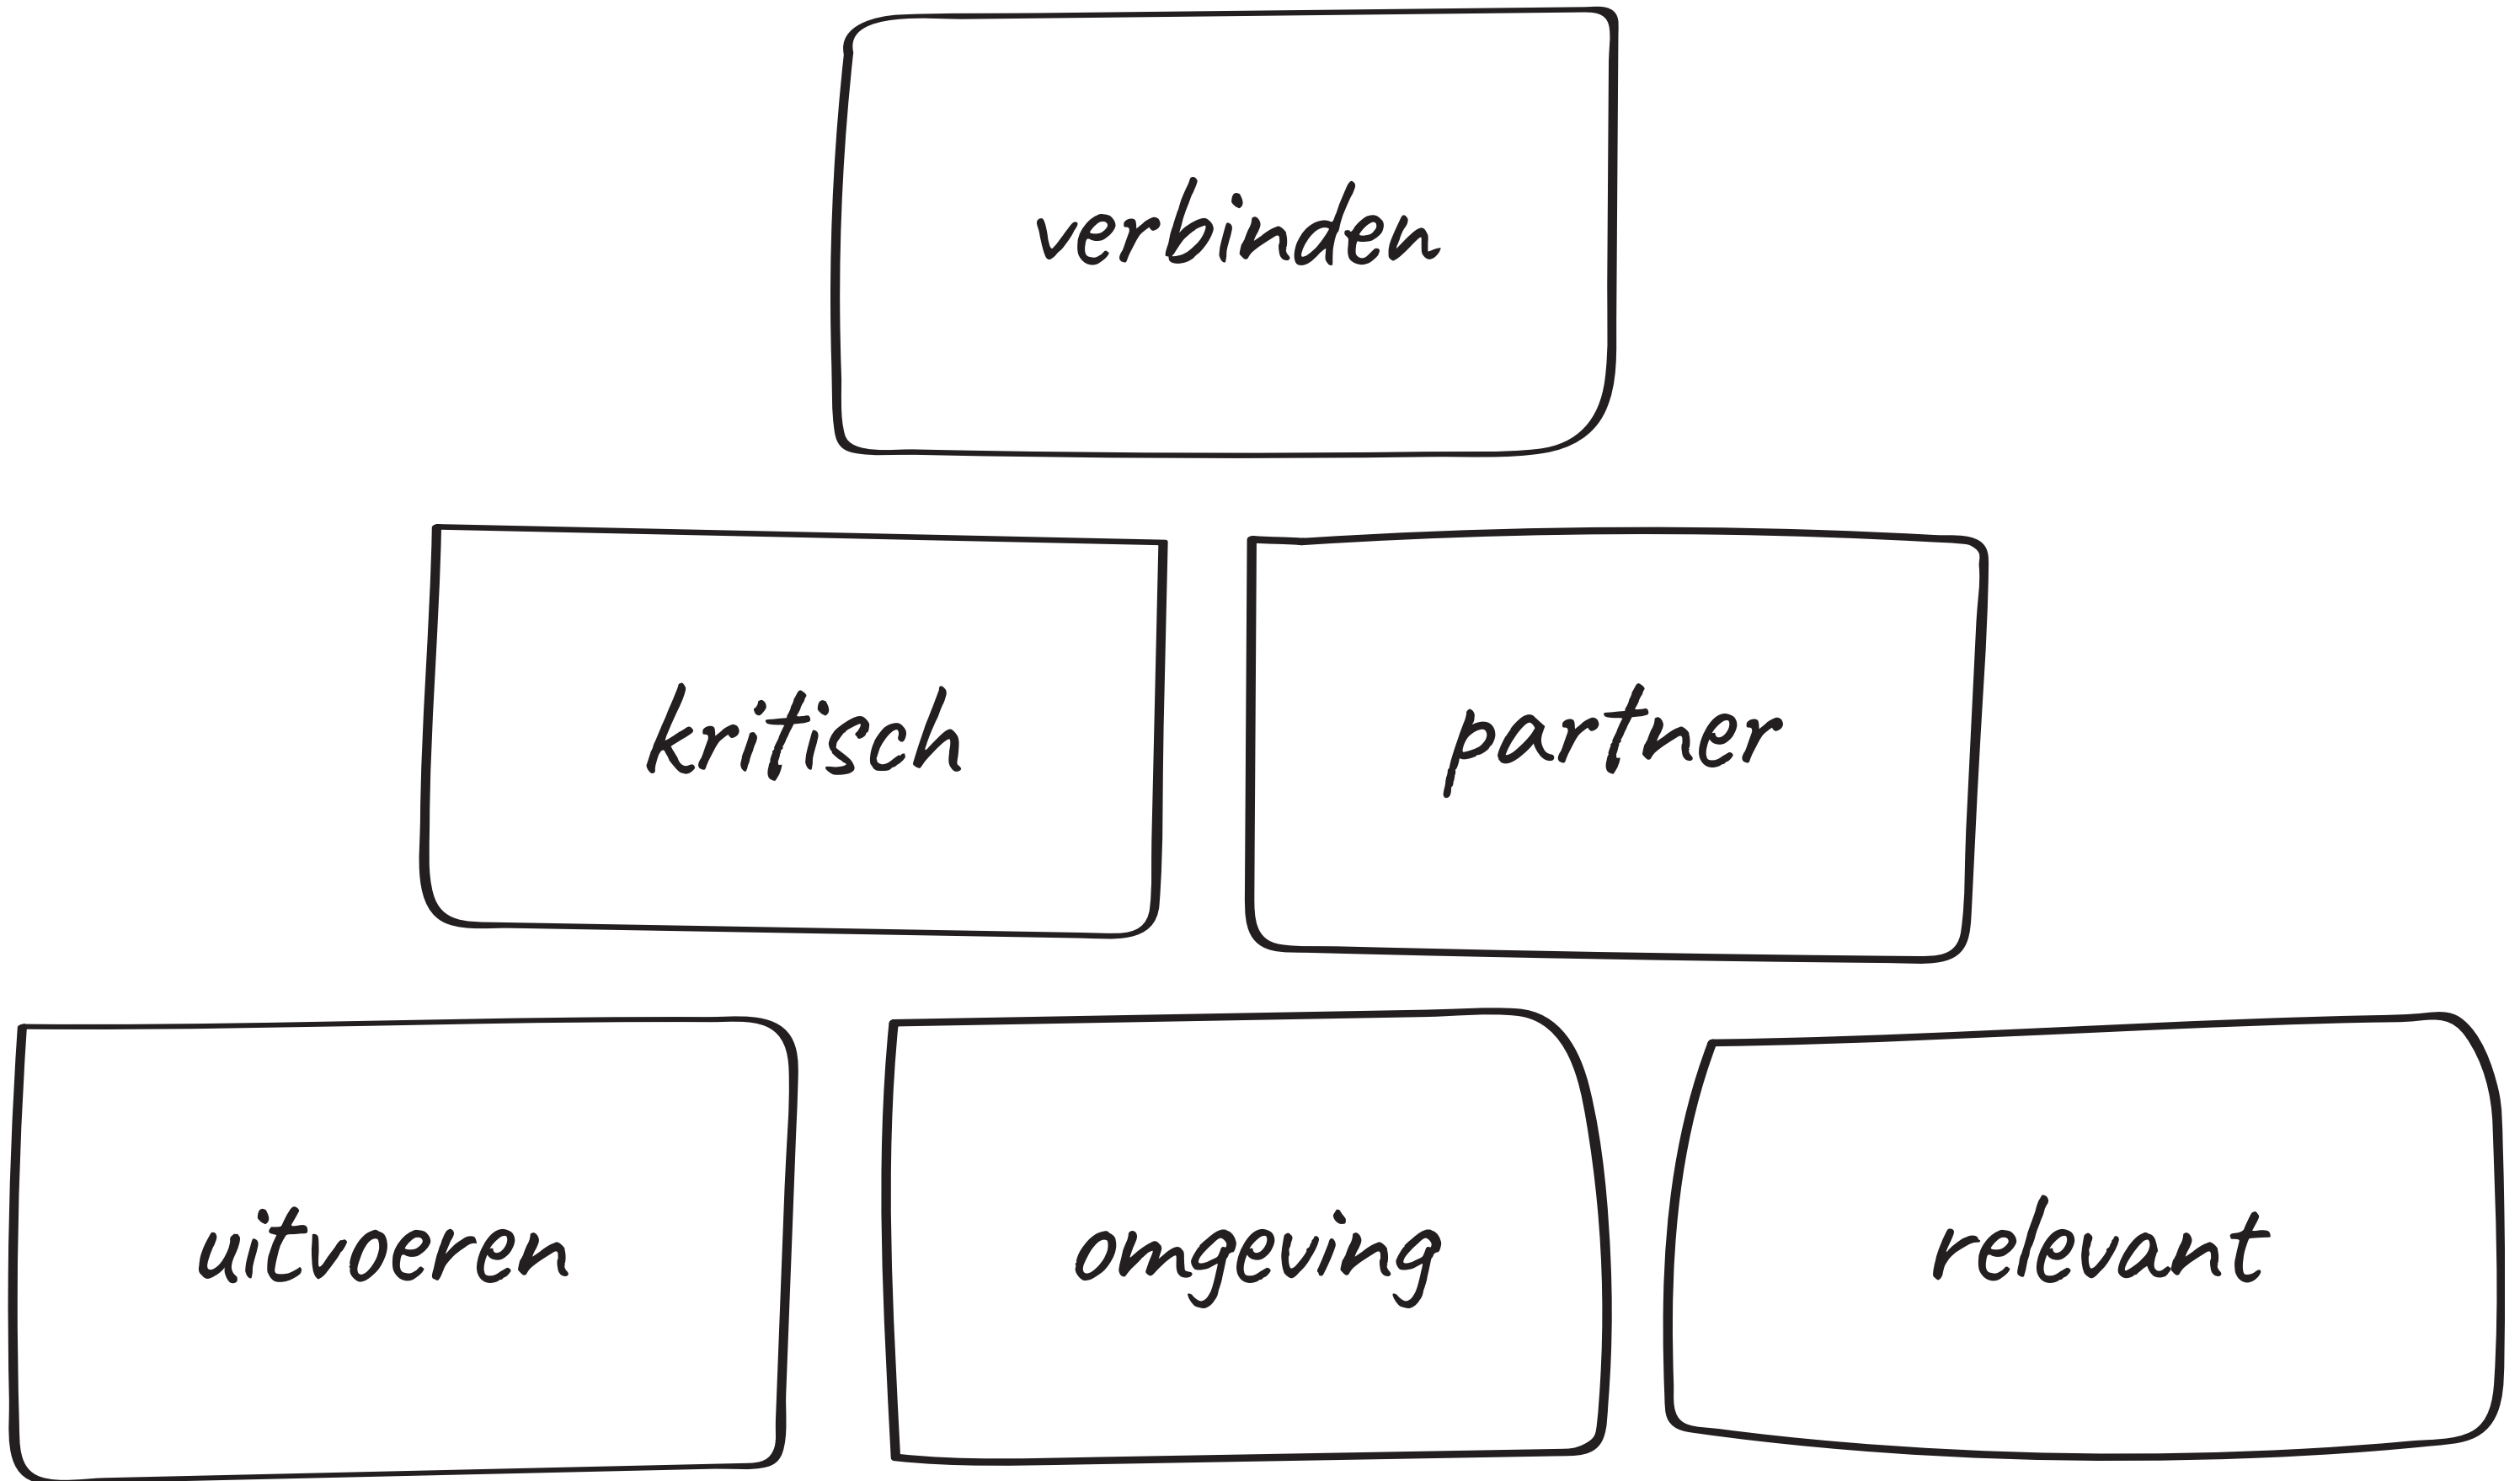 verbinden
kritisch
partner
uitvoeren
omgeving
relevant